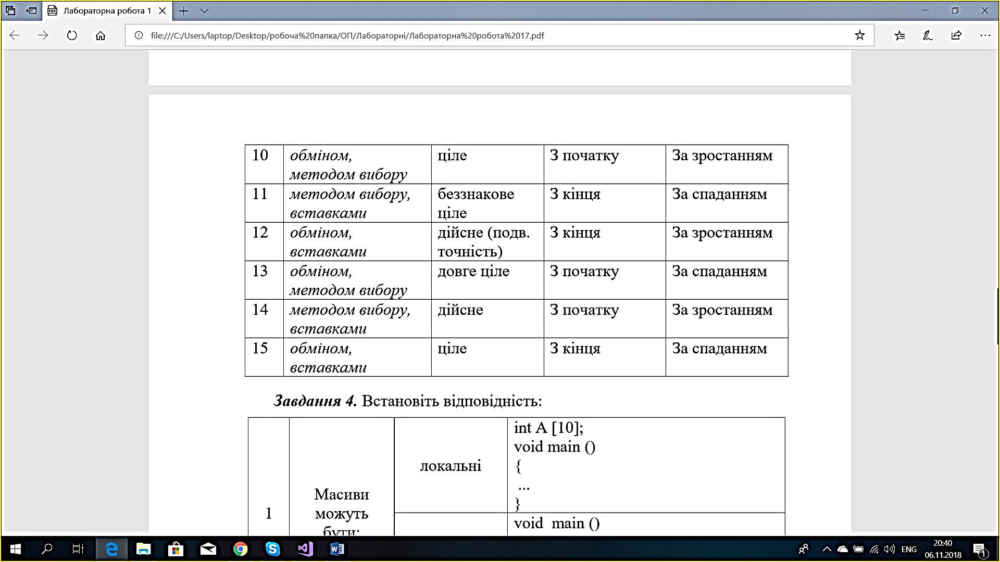 Лабораторна робота 1
file:///C:/Users/laptop/Desktop/робоча%20папка/ОП/Лабораторні/Лабораторна%20робота%2017.pdf
10 обміном, ціле З початку За зростанням
методом вибору
11 методом вибору, беззнакове З кінця За спаданням
вставками ціле
12 обміном, дійсне (подв. З кінця За зростанням
вставками точність)
13 обміном, довге ціле З початку За спаданням
методом вибору
14 методом вибору, дійсне З початку За зростанням
вставками
15 обміном, ціле З кінця За спаданням
вставками
Завдання 4. Встановіть відповідність:
1
Масиви
можуть
бути:
локальні
int A [10];
void main ()
{
...
}
void main ()
ENG
20:40
06.11.2018
1